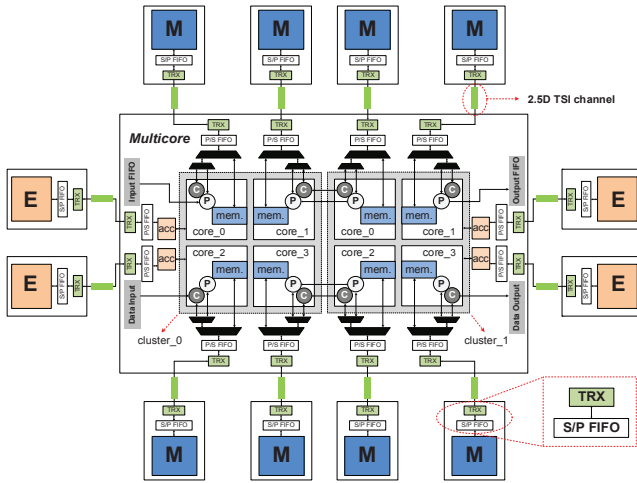 M M M M
S/P FIFO S/P FIFO S/P FIFO S/P FIFO
TRX TRX TRX TRX
2.5D TSI channel
Multicore
TRX TRX TRX TRX
P/S FIFO P/S FIFO P/S FIFO P/S FIFO
Input FIFO
Output FIFO
C C C C
P P P P
mem. mem. mem. mem.
core_0 core_1 core_0 core_1
E S/P FIFO TRX TRX P/S FIFO acc
acc P/S FIFO TRX TRX S/P FIFO E
E S/P FIFO TRX TRX P/S FIFO acc
acc P/S FIFO TRX TRX S/P FIFO E
core_2 core_3 core_2 core_3
mem. mem. mem. mem.
P P P P
C C C C
Data Input
Data Output
P/S FIFO P/S FIFO P/S FIFO P/S FIFO
TRX TRX TRX TRX
cluster_0
cluster_1
TRX TRX TRX TRX
S/P FIFO S/P FIFO S/P FIFO S/P FIFO
M M M M
TRX
S/P FIFO